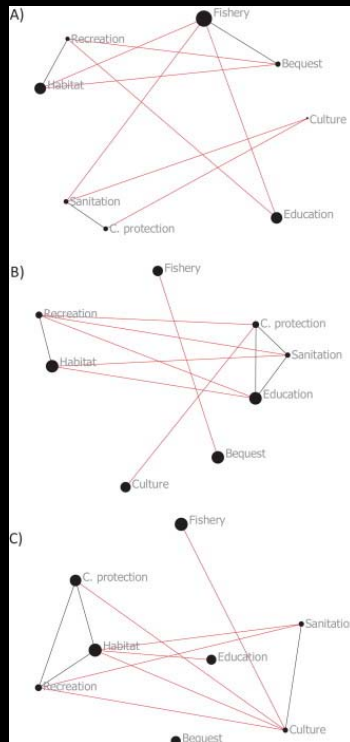 A)
Fishery
Recreation
Bequest
Habitat
Culture
Sanitation
Education
C. protection
B)
Fishery
Recreation
C. protection
Sanitation
Habitat
Education
Bequest
Culture
C)
Fishery
C. protection
Sanitatio
Habitat
Education
Recreation
Culture
Bequest